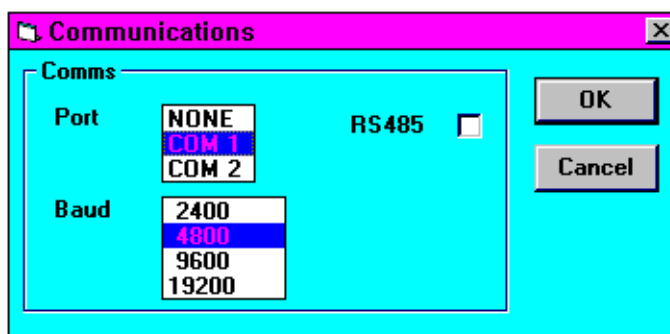 Communications
Comms
Port
NONE
COM 1
COM 2
RS485
OK
Cancel
Baud
2400
4800
9600
19200